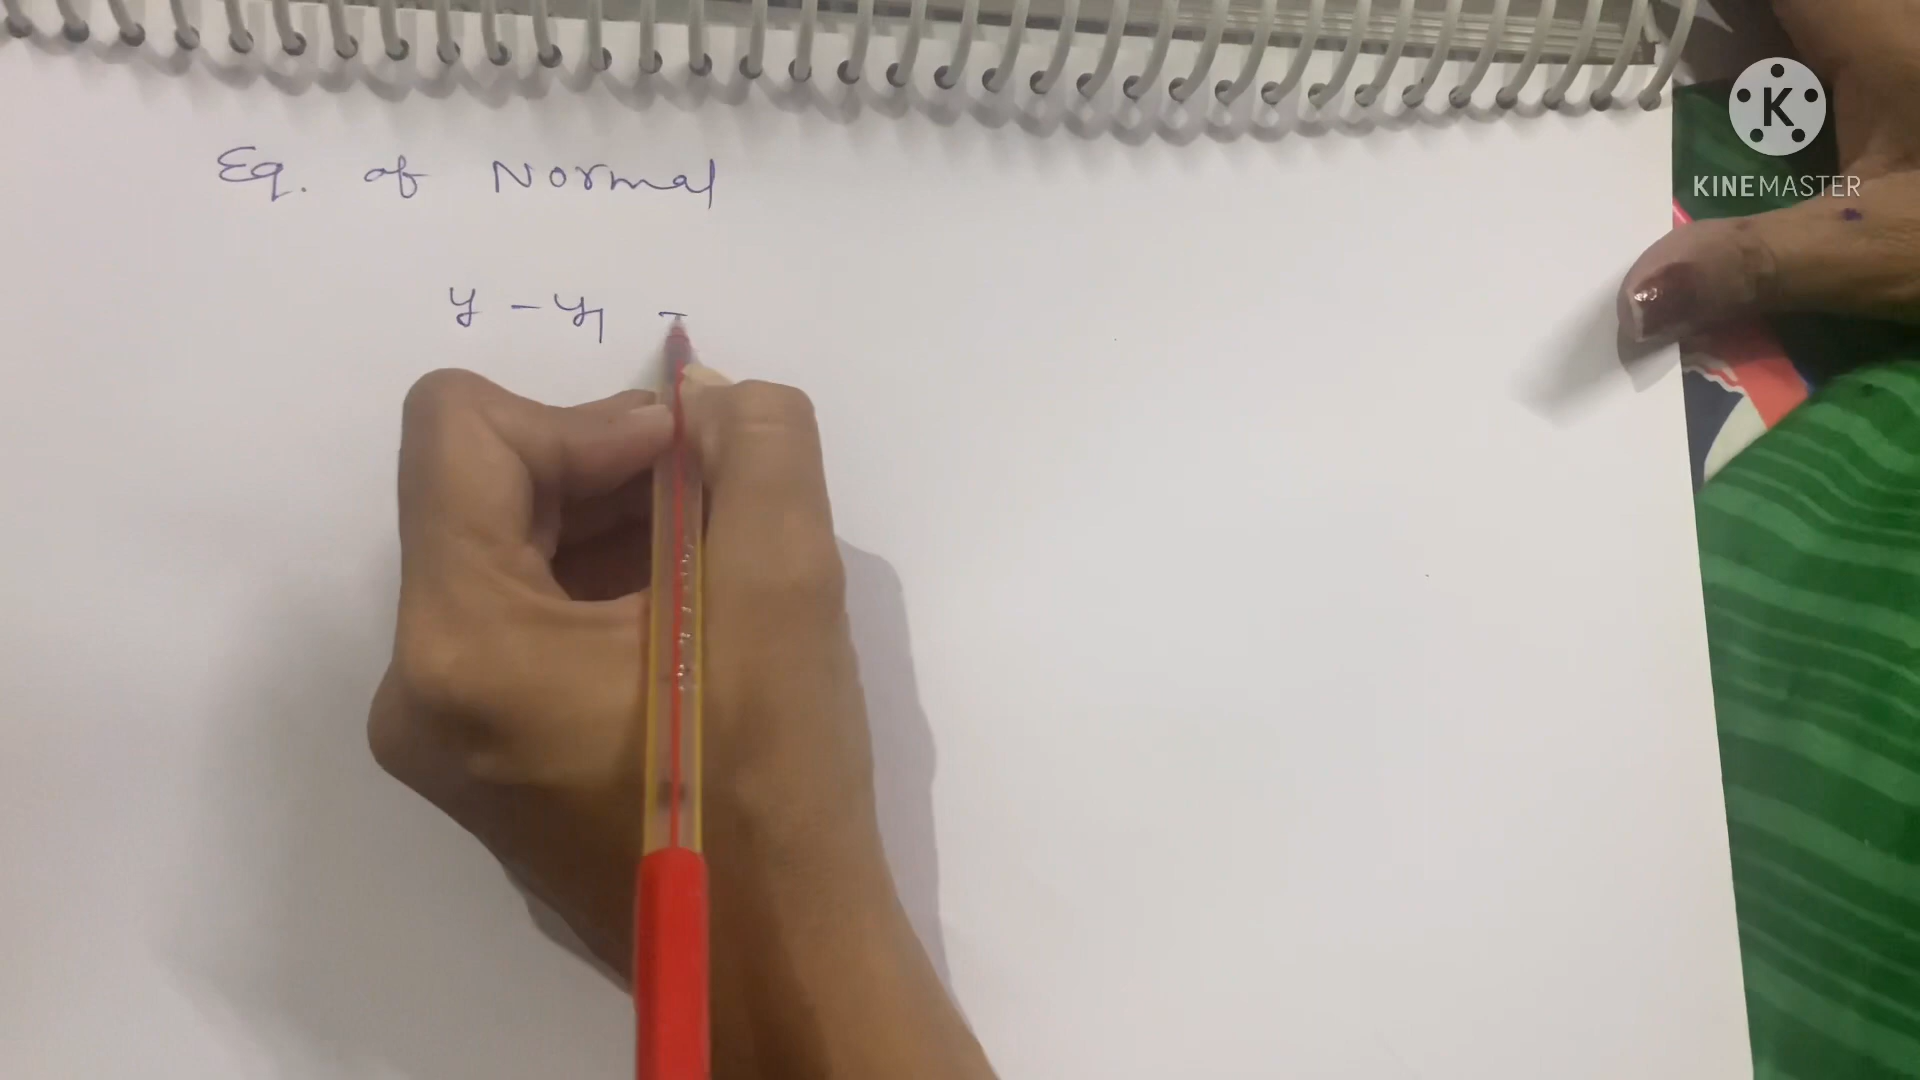 Eq. of Normal
y - y1 -
K
KINEMASTER